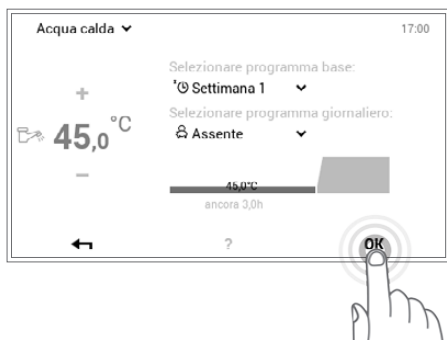 Acqua calda
17:00
Selezionare programma base:
Settimana 1
Selezionare programma giornaliero:
Assente
+
45,0 °C
−
45,0°C
ancora 3,0h
?
OK